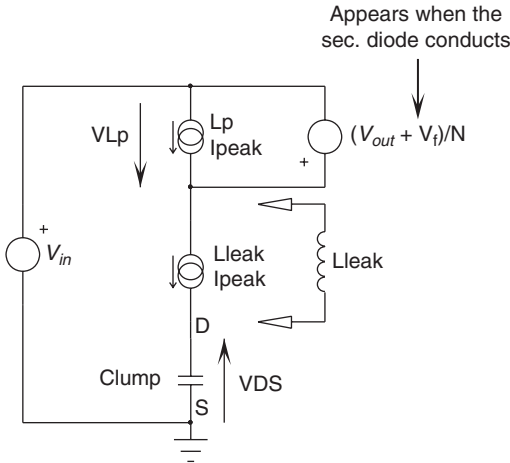 Appears when the
sec. diode conducts
VLp
Lp
Ipeak
(Vout + Vf)/N
+
+
Vin
Lleak
Ipeak
Lleak
D
Clump
VDS
S